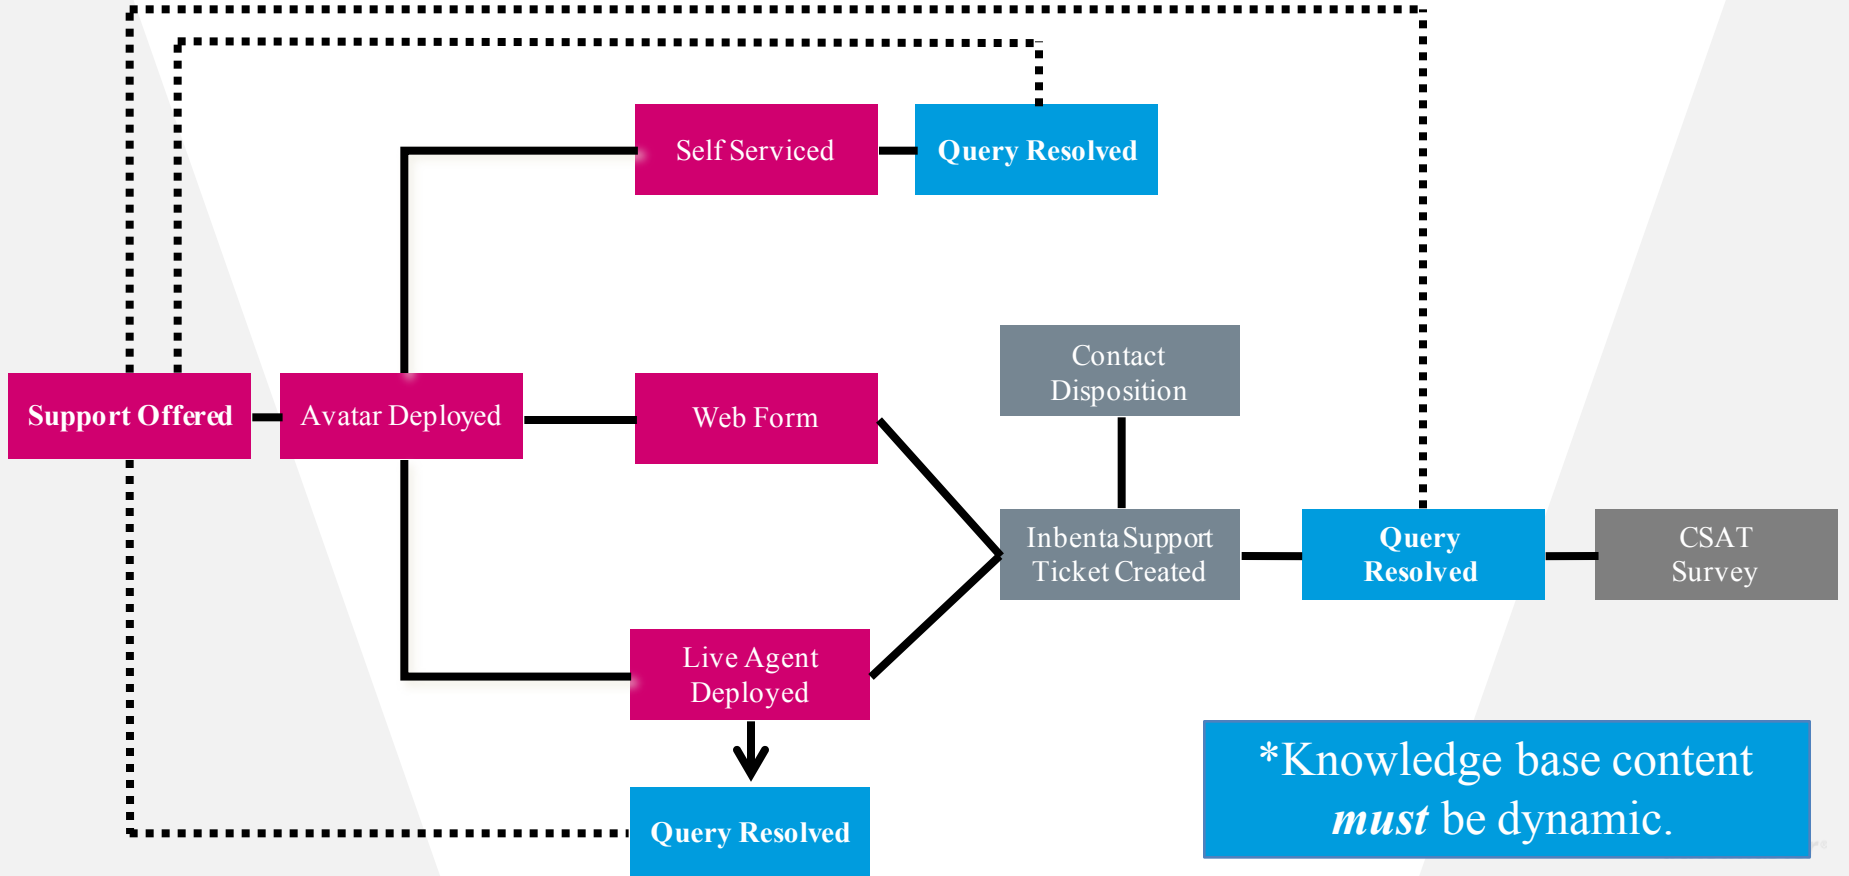 Self Serviced
Query Resolved
Contact
Disposition
Support Offered
Avatar Deployed
Web Form
Inbenta Support
Ticket Created
Query
Resolved
CSAT
Survey
Live Agent
Deployed
Query Resolved
*Knowledge base content
must be dynamic.